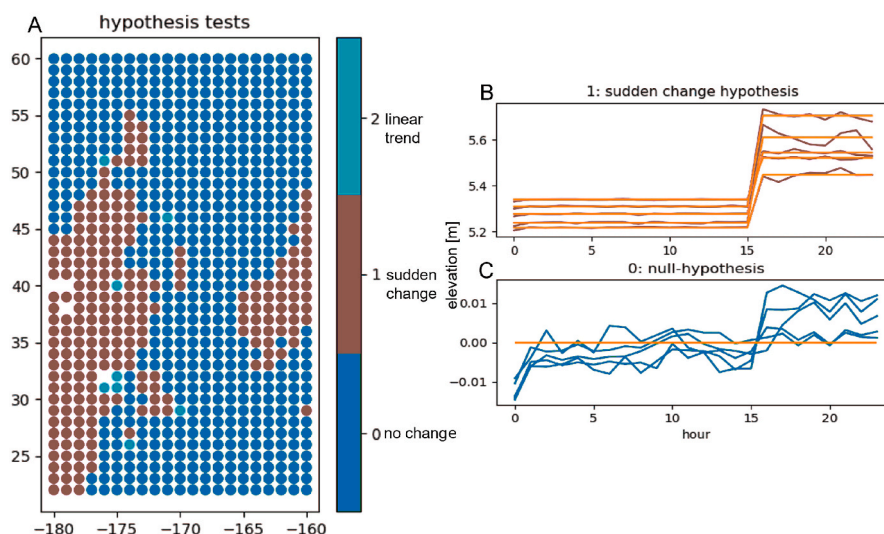 A
hypothesis tests
60
55
50
45
40
35
30
25
−180
−175
−170
−165
−160
2 linear
trend
1 sudden
change
0 no change
B
1: sudden change hypothesis
5.6
5.4
5.2
0
5
10
15
20
elevation [m]
C
0: null-hypothesis
0.01
0.00
−0.01
0
5
10
15
20
hour